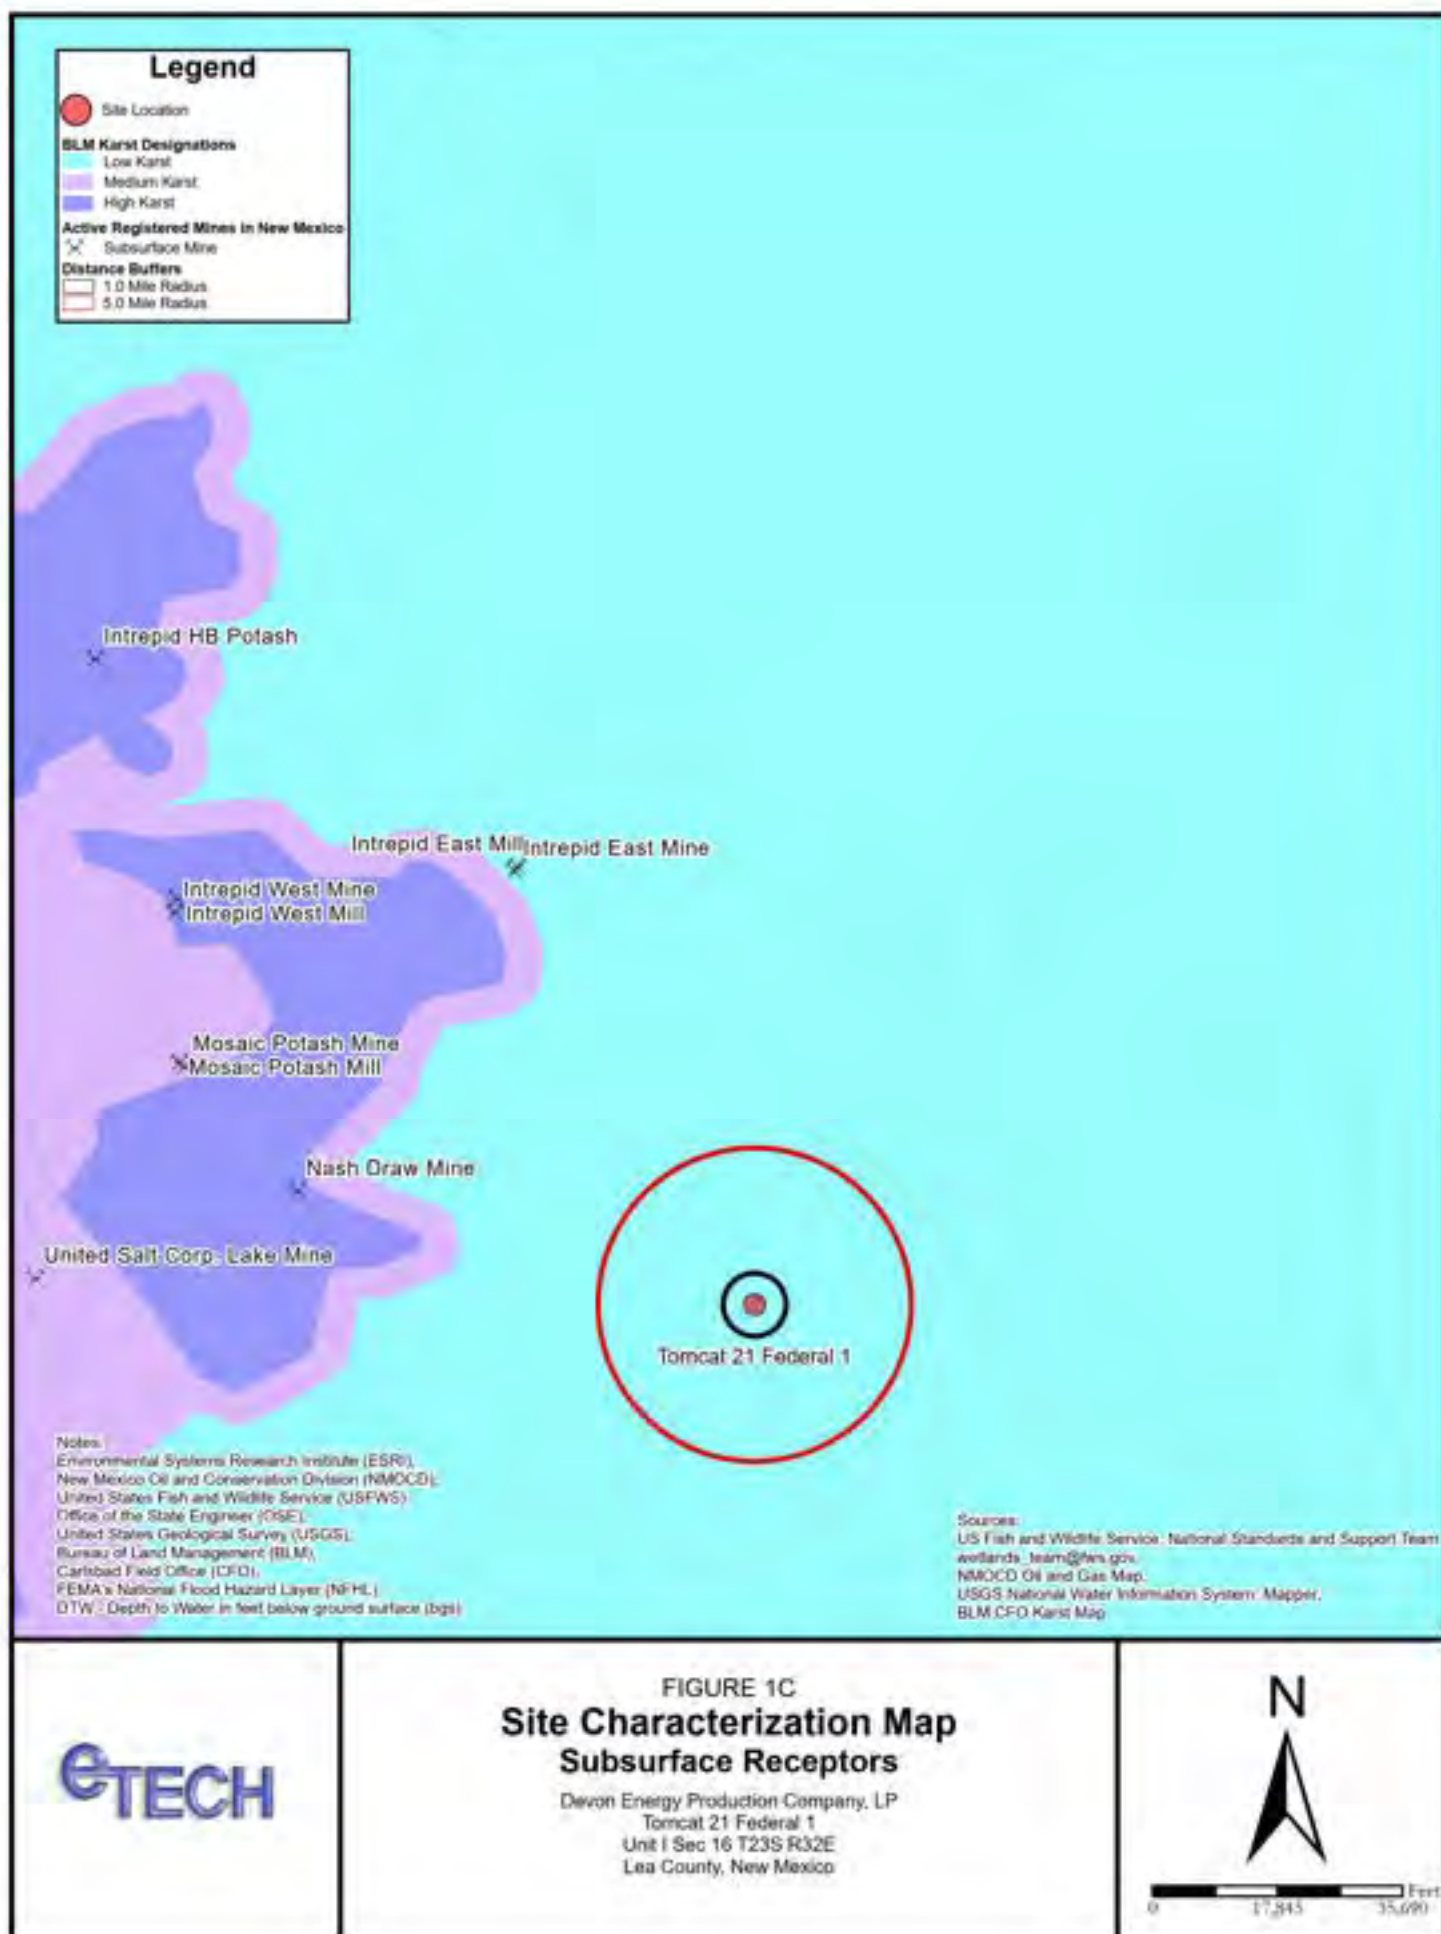 Legend
Site Location
BLM Karst Designations
Low Karst
Medium Karst
High Karst
Active Registered Mines in New Mexico
Subsurface Mine
Distance Buffers
1.0 Mile Radius
5.0 Mile Radius
Intrepid HB Potash
Intrepid East Mill
Intrepid East Mine
Intrepid West Mine
Intrepid West Mill
Mosaic Potash Mine
Mosaic Potash Mill
Nash Draw Mine
United Salt Corp. Lake Mine
Tomcat 21 Federal 1
Notes:
Environmental Systems Research Institute (ESRI),
New Mexico Oil and Conservation Division (NMOCD),
United States Fish and Wildlife Service (USFWS)
Office of the State Engineer (OSE),
United States Geological Survey (USGS),
Bureau of Land Management (BLM),
Carlsbad Field Office (CFO),
FEMA's National Flood Hazard Layer (NFHL)
DTW - Depth to Water in feet below ground surface (bgs)
Sources:
US Fish and Wildlife Service, National Standards and Support Team
wetlands_team@fws.gov,
NMOCD Oil and Gas Map,
USGS National Water Information System: Mapper,
BLM CFO Karst Map
eTECH
FIGURE 1C
Site Characterization Map
Subsurface Receptors
Devon Energy Production Company, LP
Tomcat 21 Federal 1
Unit I Sec 16 T23S R32E
Lea County, New Mexico
N
Feet
0 17,845 35,690